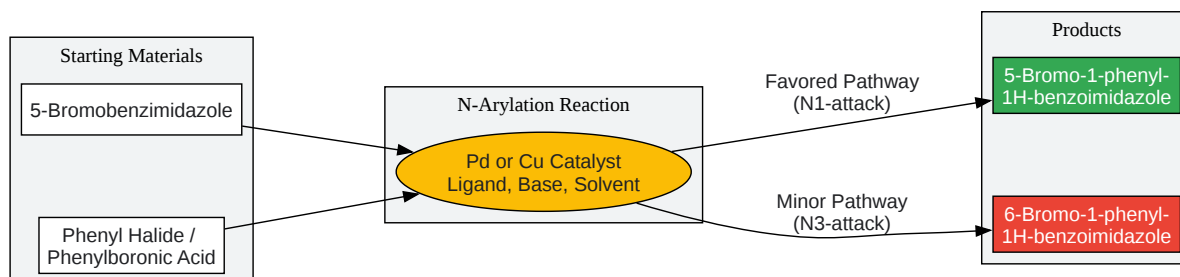 Starting Materials
5-Bromobenzimidazole
Phenyl Halide /
Phenylboronic Acid
N-Arylation Reaction
Pd or Cu Catalyst
Ligand, Base, Solvent
Favored Pathway
(N1-attack)
Minor Pathway
(N3-attack)
Products
5-Bromo-1-phenyl-
1H-benzoimidazole
6-Bromo-1-phenyl-
1H-benzoimidazole